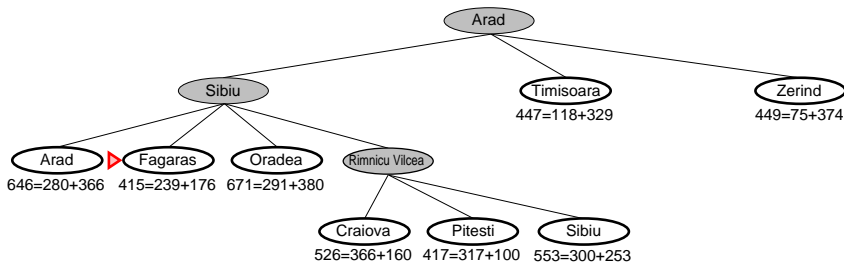 Arad
Sibiu Timisoara Zerind
447=118+329 449=75+374
Arad Fagaras Oradea Rimnicu Vilcea
646=280+366 415=239+176 671=291+380
Craiova Pitesti Sibiu
526=366+160 417=317+100 553=300+253